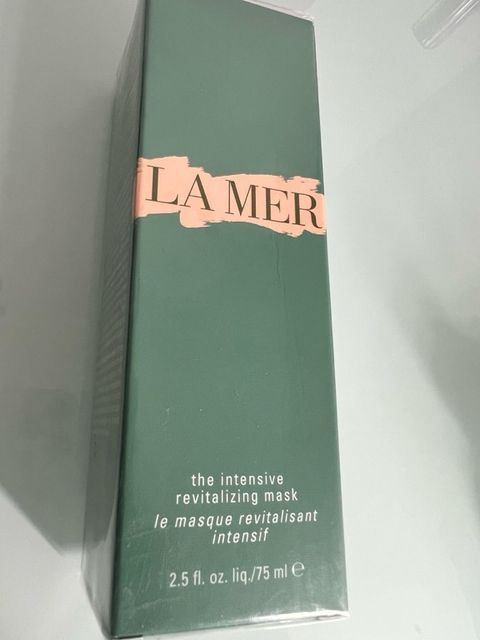 LA MER
the intensive
revitalizing mask
le masque revitalisant
intensif
2.5 fl. oz. liq./75 ml ℮